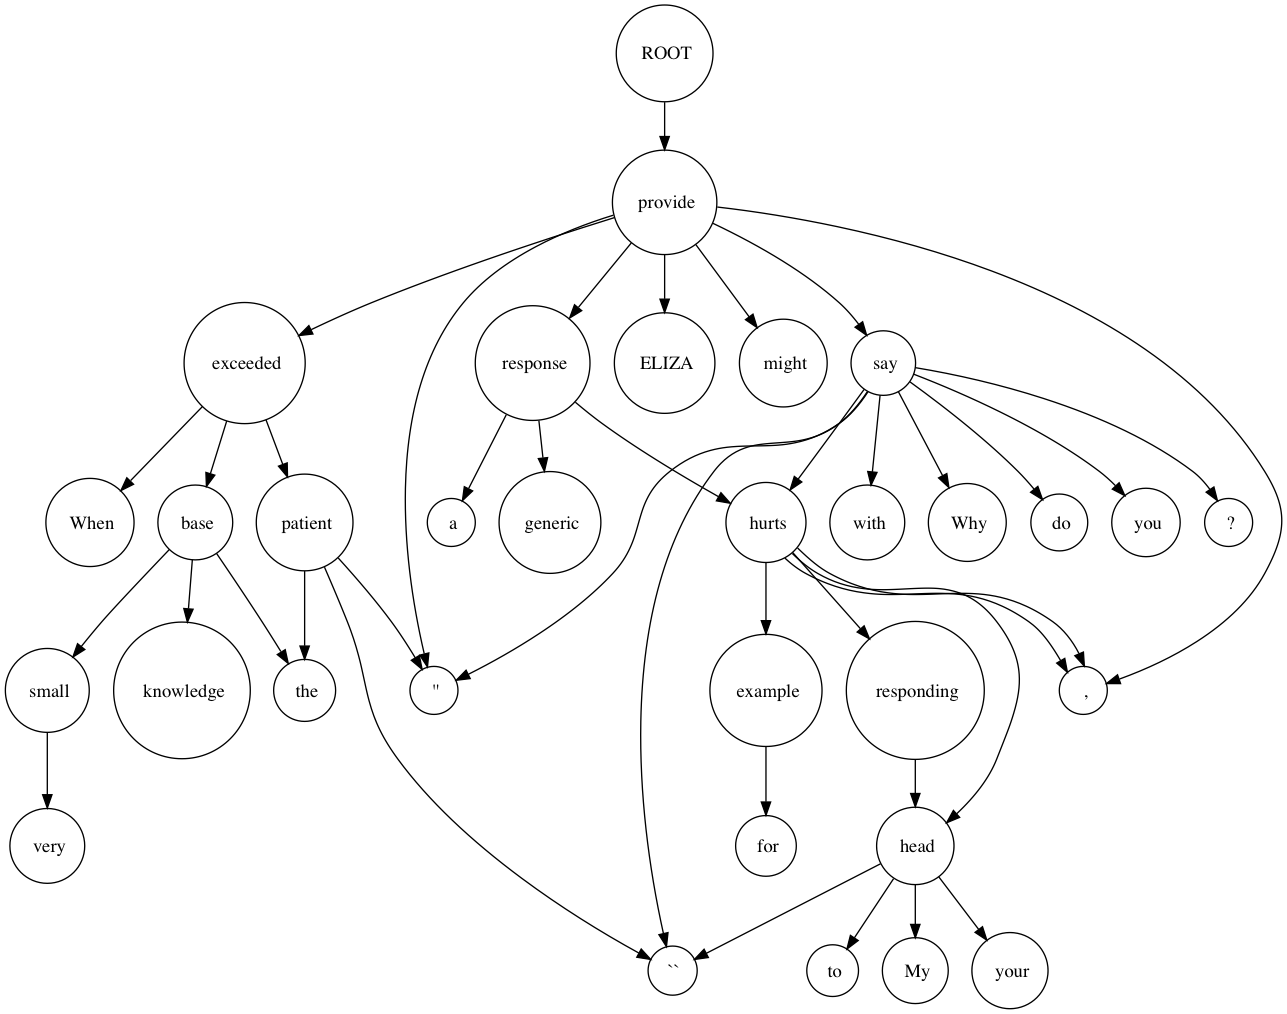 ROOT
provide
exceeded
response
ELIZA
might
say
When
base
patient
a
generic
hurts
with
Why
do
you
?
small
knowledge
the
"
example
responding
,
very
for
head
``
to
My
your